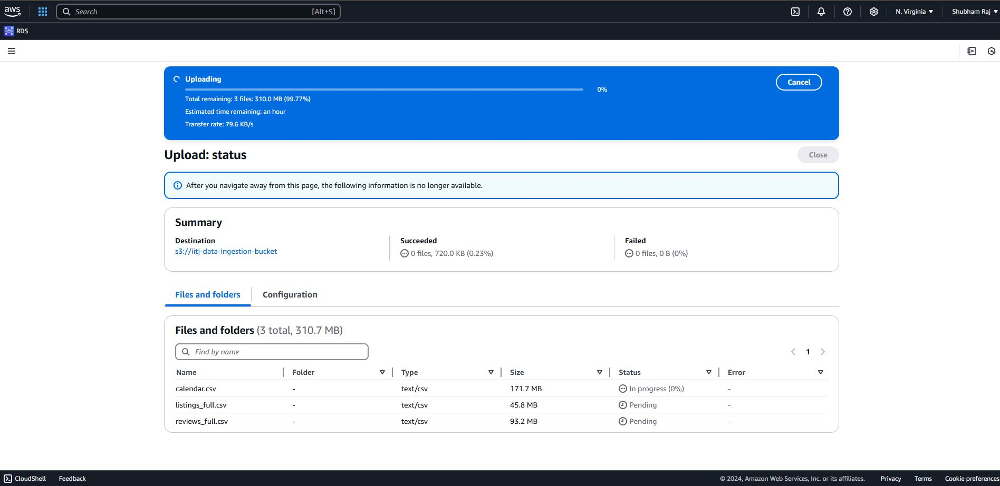 aws
Search [Alt+S]
N. Virginia ▼
Shubham Raj ▼
RDS
Uploading
0%
Cancel
Total remaining: 3 files: 310.0 MB (99.77%)
Estimated time remaining: an hour
Transfer rate: 79.6 KB/s
Upload: status
Close
After you navigate away from this page, the following information is no longer available.
Summary
Destination
s3://iitj-data-ingestion-bucket
Succeeded
0 files, 720.0 KB (0.23%)
Failed
0 files, 0 B (0%)
Files and folders
Configuration
Files and folders (3 total, 310.7 MB)
Find by name
1
Name Folder Type Size Status Error
calendar.csv - text/csv 171.7 MB In progress (0%) -
listings_full.csv - text/csv 45.8 MB Pending -
reviews_full.csv - text/csv 93.2 MB Pending -
CloudShell Feedback © 2024, Amazon Web Services, Inc. or its affiliates. Privacy Terms Cookie preferences